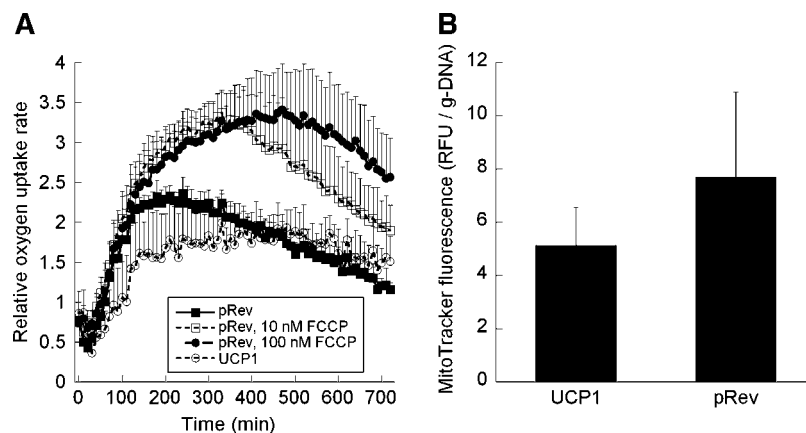 A
Relative oxygen uptake rate
4
3.5
3
2.5
2
1.5
1
0.5
0
0 100 200 300 400 500 600 700
Time (min)
pRev
pRev, 10 nM FCCP
pRev, 100 nM FCCP
UCP1
B
MitoTracker fluorescence (RFU / g-DNA)
12
10
8
6
4
2
0
UCP1 pRev